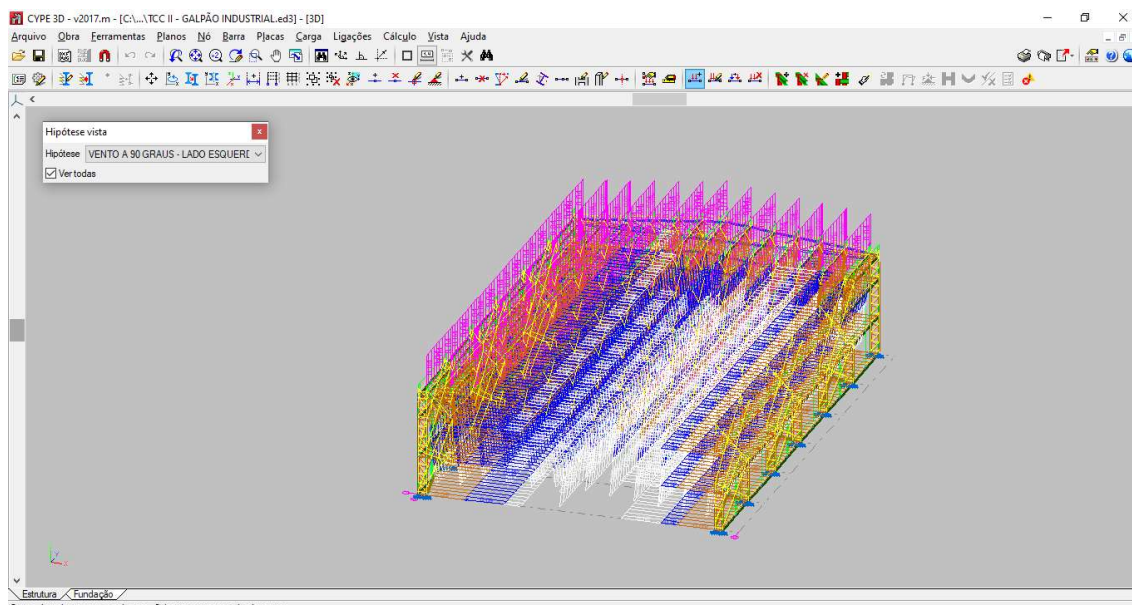 CYPE 3D - v2017.m - [C:\...\TCC II - GALPÃO INDUSTRIAL.ed3] - [3D]
Arquivo Obra Ferramentas Planos Nó Barra Placas Carga Ligações Cálculo Vista Ajuda
Hipótese vista
Hipótese VENTO A 90 GRAUS - LADO ESQUERD
Ver todas
Y
X
Estrutura Fundação